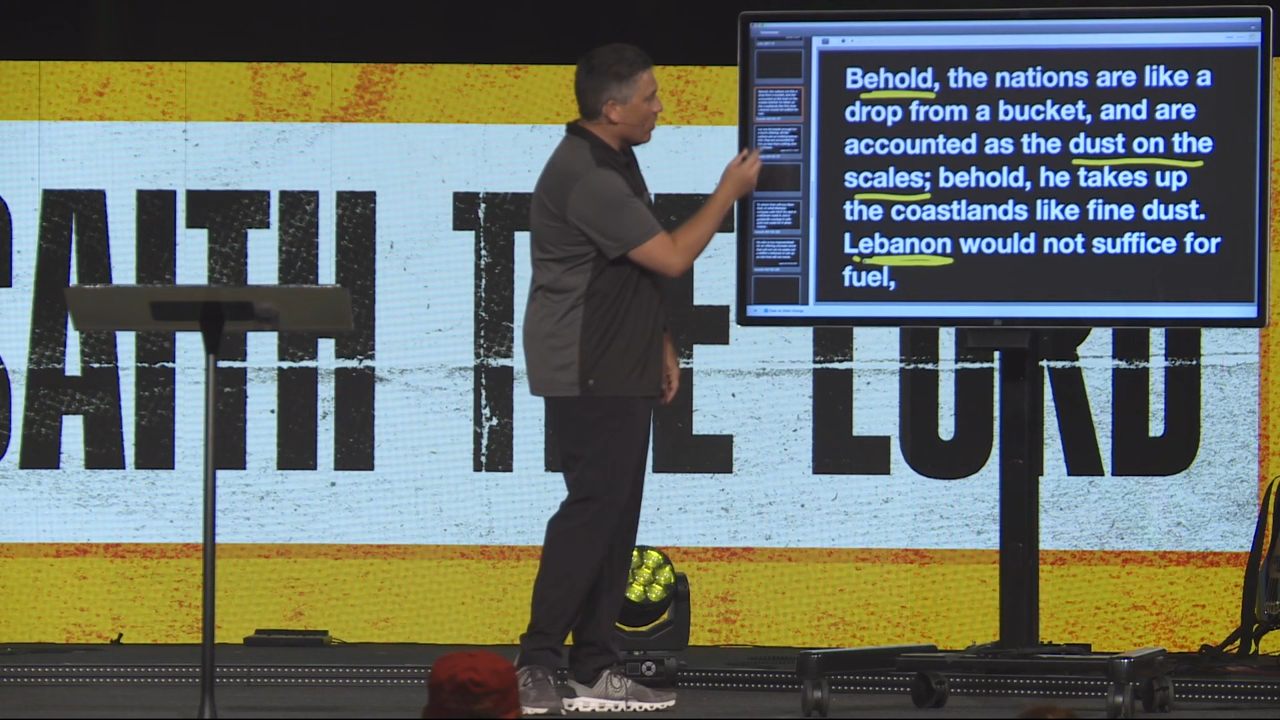 Behold, the nations are like a
drop from a bucket, and are
accounted as the dust on the
scales; behold, he takes up
the coastlands like fine dust.
Lebanon would not suffice for
fuel,
SAITH THE LORD